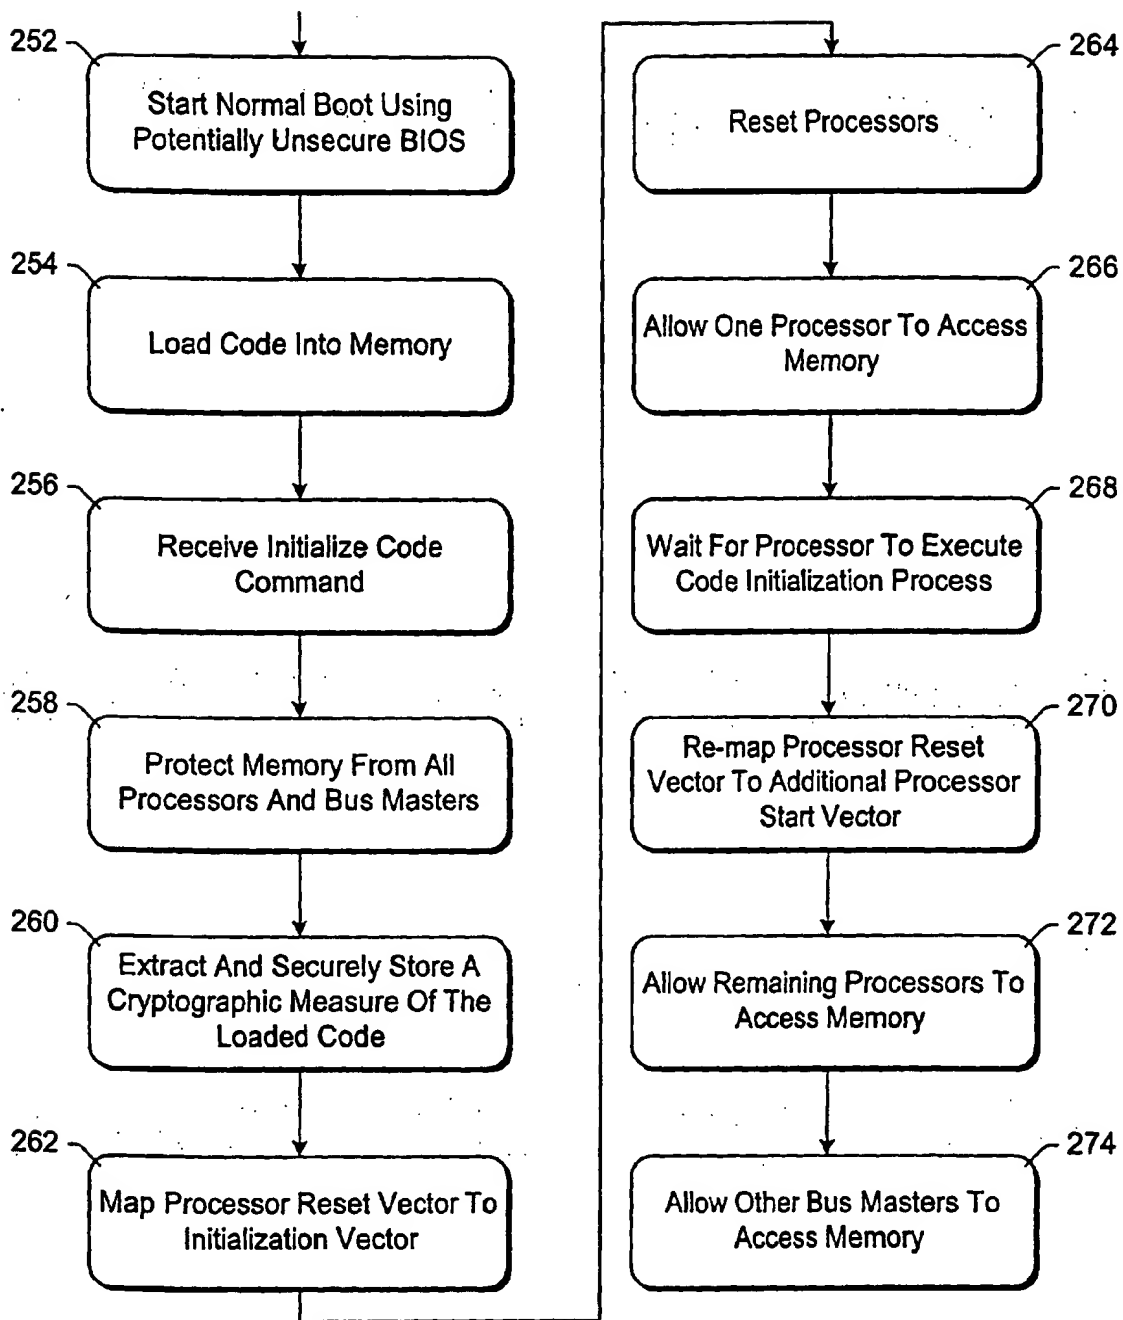 252
Start Normal Boot Using
Potentially Unsecure BIOS
254
Load Code Into Memory
256
Receive Initialize Code
Command
258
Protect Memory From All
Processors And Bus Masters
260
Extract And Securely Store A
Cryptographic Measure Of The
Loaded Code
262
Map Processor Reset Vector To
Initialization Vector
264
Reset Processors
266
Allow One Processor To Access
Memory
268
Wait For Processor To Execute
Code Initialization Process
270
Re-map Processor Reset
Vector To Additional Processor
Start Vector
272
Allow Remaining Processors To
Access Memory
274
Allow Other Bus Masters To
Access Memory